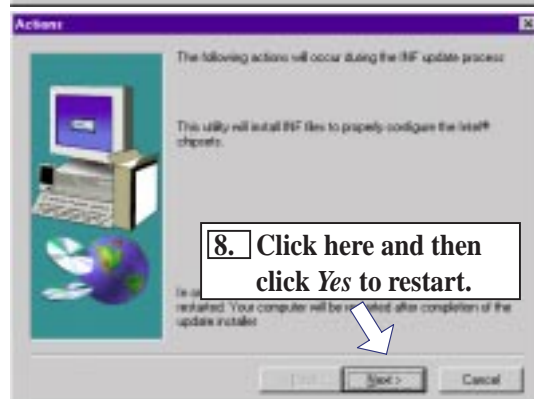 Actions
The following actions will occur during the INF update process
This utility will install INF files to properly configure the Intel®
chipsets.
8. Click here and then
click Yes to restart.
restarted. Your computer will be restarted after completion of the
update installer
Next > Cancel